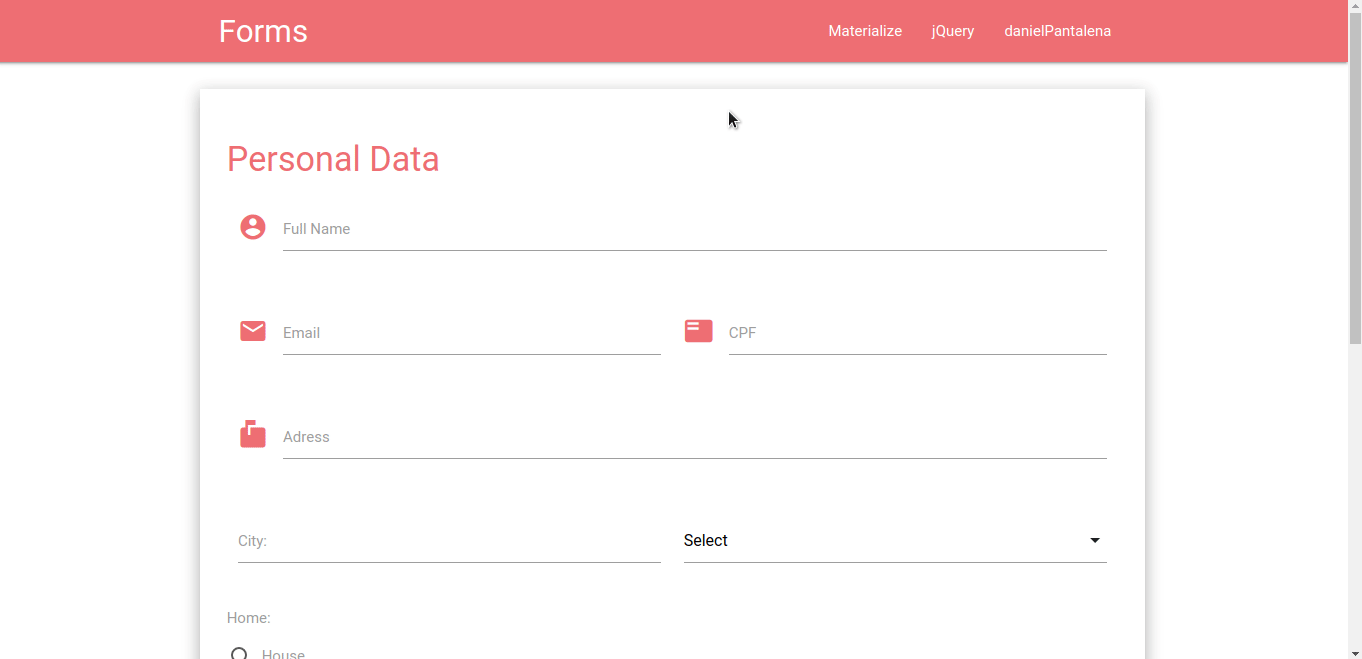 Forms Materialize jQuery danielPantalena
Personal Data
Full Name
Email CPF
Adress
City: Select
Home:
House